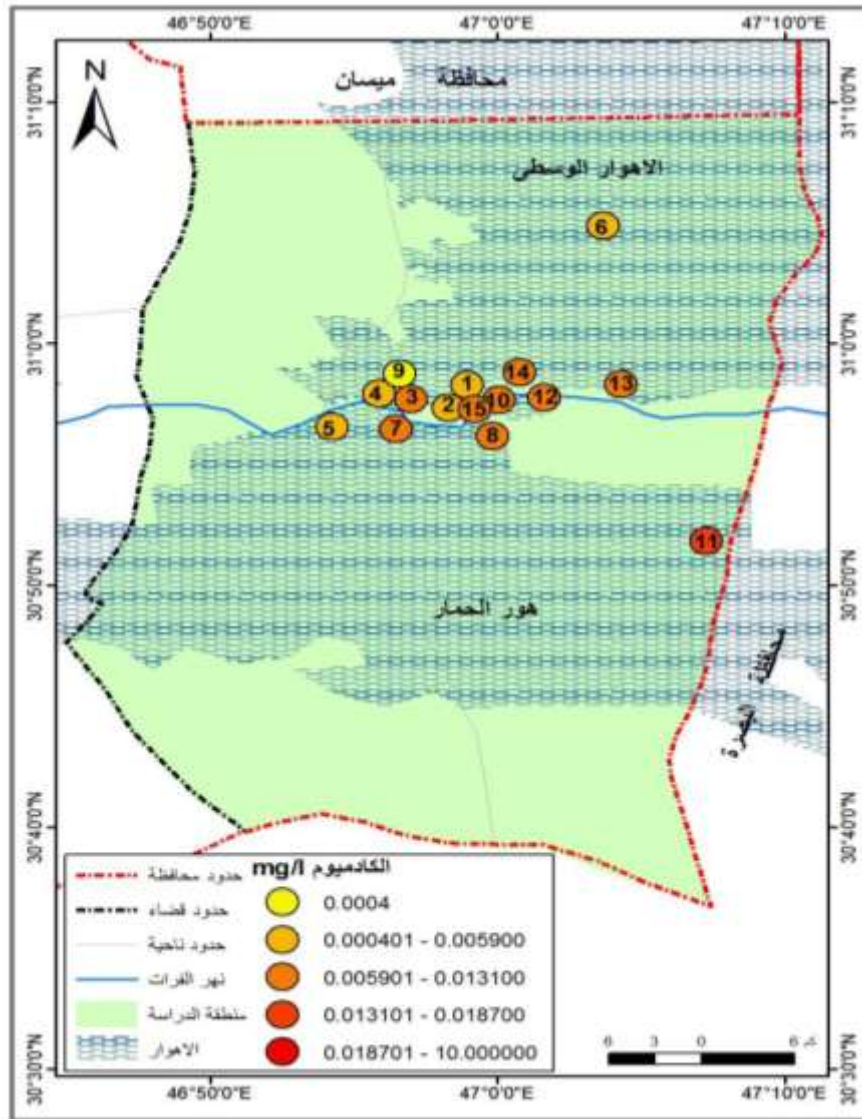 46°50'0"E
47°0'0"E
47°10'0"E
N
محافظة ميسان
31°10'0"N
31°10'0"N
الاهوار الوسطى
6
31°0'0"N
31°0'0"N
9
14
1
13
4
3
10
12
2
15
5
7
8
11
30°50'0"N
30°50'0"N
هور الحمار
محافظة البصرة
30°40'0"N
30°40'0"N
حدود محافظة
حدود قضاء
حدود ناحية
نهر الفرات
منطقة الدراسة
الاهوار
الكادميوم mg/l
0.0004
0.000401 - 0.005900
0.005901 - 0.013100
0.013101 - 0.018700
0.018701 - 10.000000
6 3 0 6
30°30'0"N
30°30'0"N
46°50'0"E
47°0'0"E
47°10'0"E